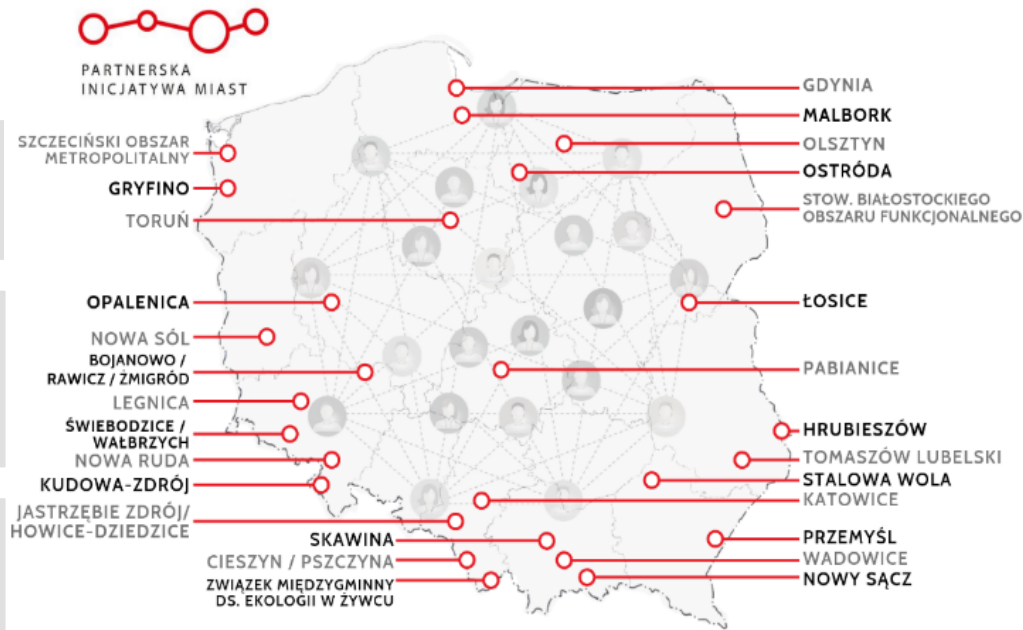 PARTNERSKA
INICJATYWA MIAST
SZCZECIŃSKI OBSZAR
METROPOLITALNY
GRYFINO
TORUŃ
OPALENICA
NOWA SÓL
BOJANOWO /
RAWICZ / ŻMIGRÓD
LEGNICA
ŚWIEBODZICE /
WAŁBRZYCH
NOWA RUDA
KUDOWA-ZDRÓJ
JASTRZĘBIE ZDRÓJ/
HOWICE-DZIEDZICE
SKAWINA
CIESZYN / PSZCZYNA
ZWIĄZEK MIĘDZYGMINNY
DS. EKOLOGII W ŻYWCU
GDYNIA
MALBORK
OLSZTYN
OSTRÓDA
STOW. BIAŁOSTOCKIEGO
OBSZARU FUNKCJONALNEGO
ŁOSICE
PABIANICE
HRUBIESZÓW
TOMASZÓW LUBELSKI
STALOWA WOLA
KATOWICE
PRZEMYŚL
WADOWICE
NOWY SĄCZ